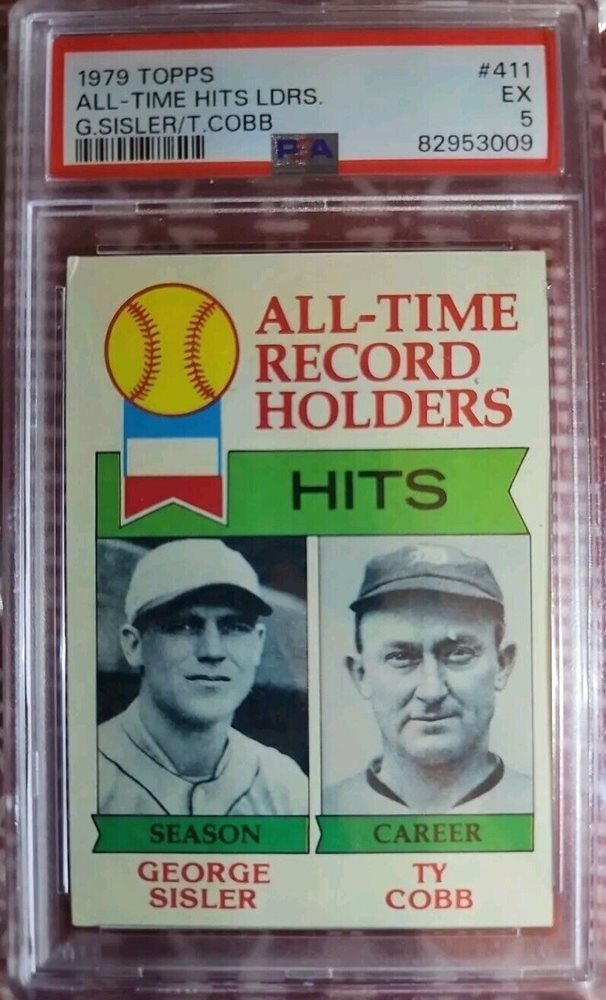 1979 TOPPS #411
ALL-TIME HITS LDRS. EX
G.SISLER/T.COBB 5
PSA 82953009
ALL-TIME
RECORD
HOLDERS
HITS
SEASON CAREER
GEORGE TY
SISLER COBB